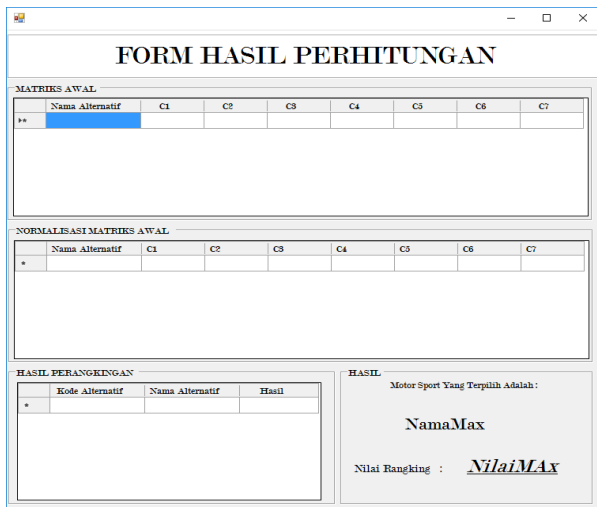 FORM HASIL PERHITUNGAN
MATRIKS AWAL
Nama Alternatif C1 C2 C3 C4 C5 C6 C7
NORMALISASI MATRIKS AWAL
Nama Alternatif C1 C2 C3 C4 C5 C6 C7
HASIL PERANGKINGAN
Kode Alternatif Nama Alternatif Hasil
HASIL
Motor Sport Yang Terpilih Adalah :
NamaMax
Nilai Rangking : NilaiMAx